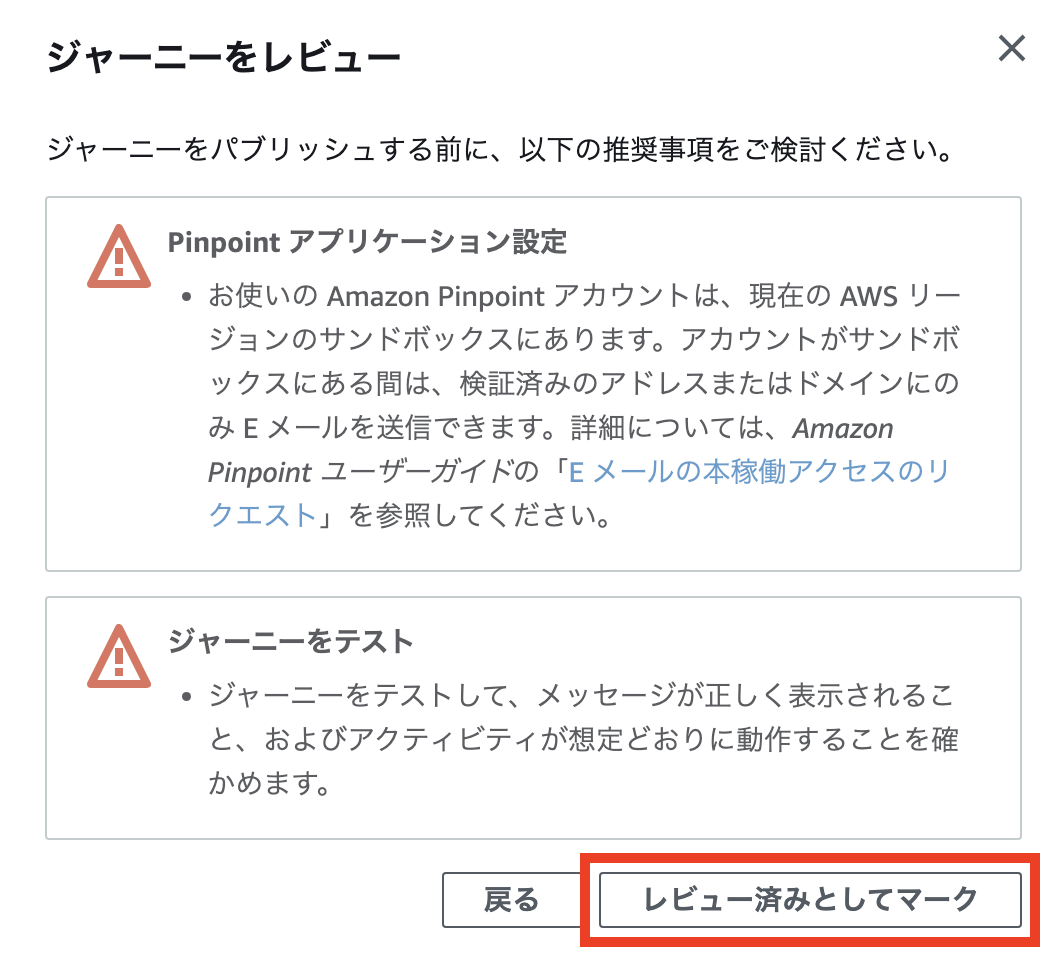 ジャーニーをレビュー
ジャーニーをパブリッシュする前に、以下の推奨事項をご検討ください。
Pinpoint アプリケーション設定
• お使いの Amazon Pinpoint アカウントは、現在の AWS リー
ジョンのサンドボックスにあります。アカウントがサンドボ
ックスにある間は、検証済みのアドレスまたはドメインにの
み E メールを送信できます。詳細については、Amazon
Pinpoint ユーザーガイドの「E メールの本稼働アクセスのリ
クエスト」を参照してください。
ジャーニーをテスト
• ジャーニーをテストして、メッセージが正しく表示されるこ
と、およびアクティビティが想定どおりに動作することを確
かめます。
戻る
レビュー済みとしてマーク